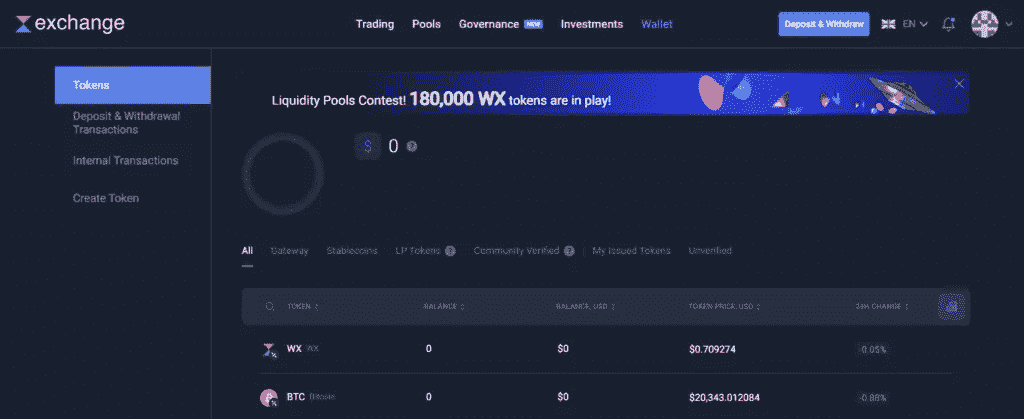 exchange
Trading Pools Governance NEW Investments Wallet Deposit & Withdraw EN
Tokens
Deposit & Withdrawal
Transactions
Internal Transactions
Create Token
Liquidity Pools Contest! 180,000 WX tokens are in play!
$ 0 ?
All Gateway Stablecoins LP Tokens ? Community Verified ? My Issued Tokens Unverified
TOKEN BALANCE BALANCE, USD TOKEN PRICE, USD 24H CHANGE
WX WX 0 $0 $0.709274 -0.05%
BTC Bitcoin 0 $0 $20,343.012084 -0.88%